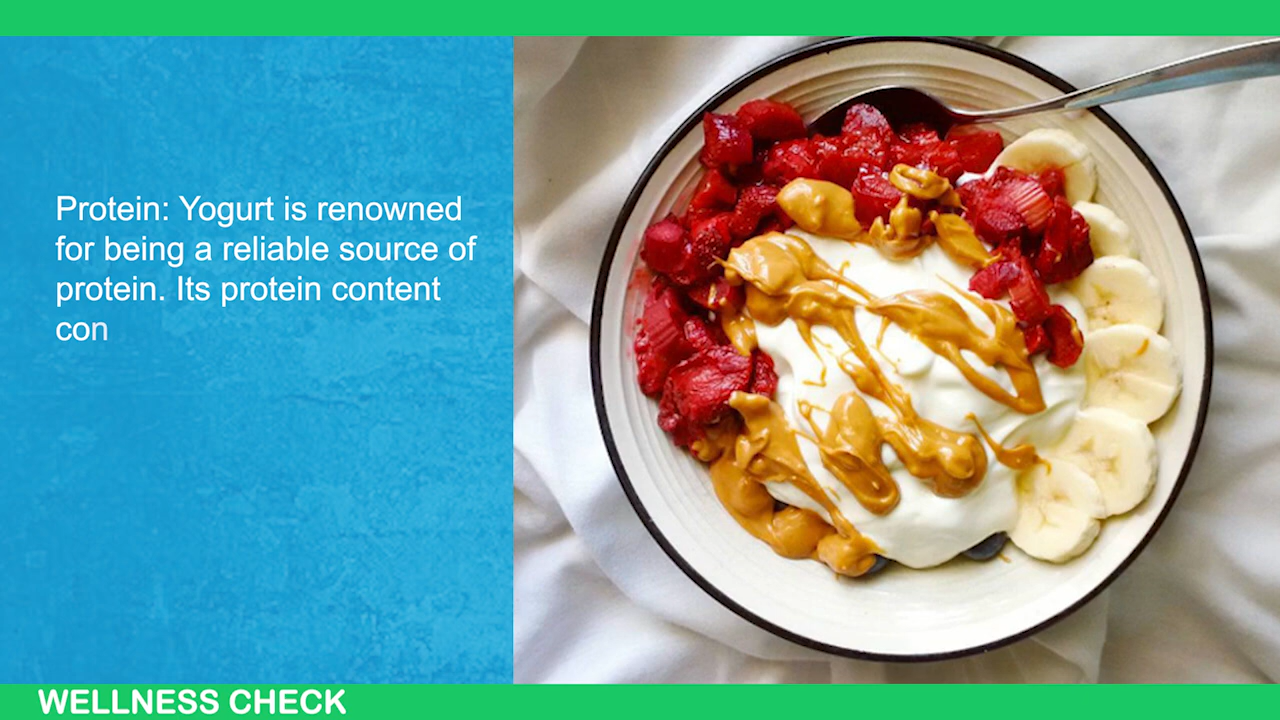 Protein: Yogurt is renowned
for being a reliable source of
protein. Its protein content
con
WELLNESS CHECK